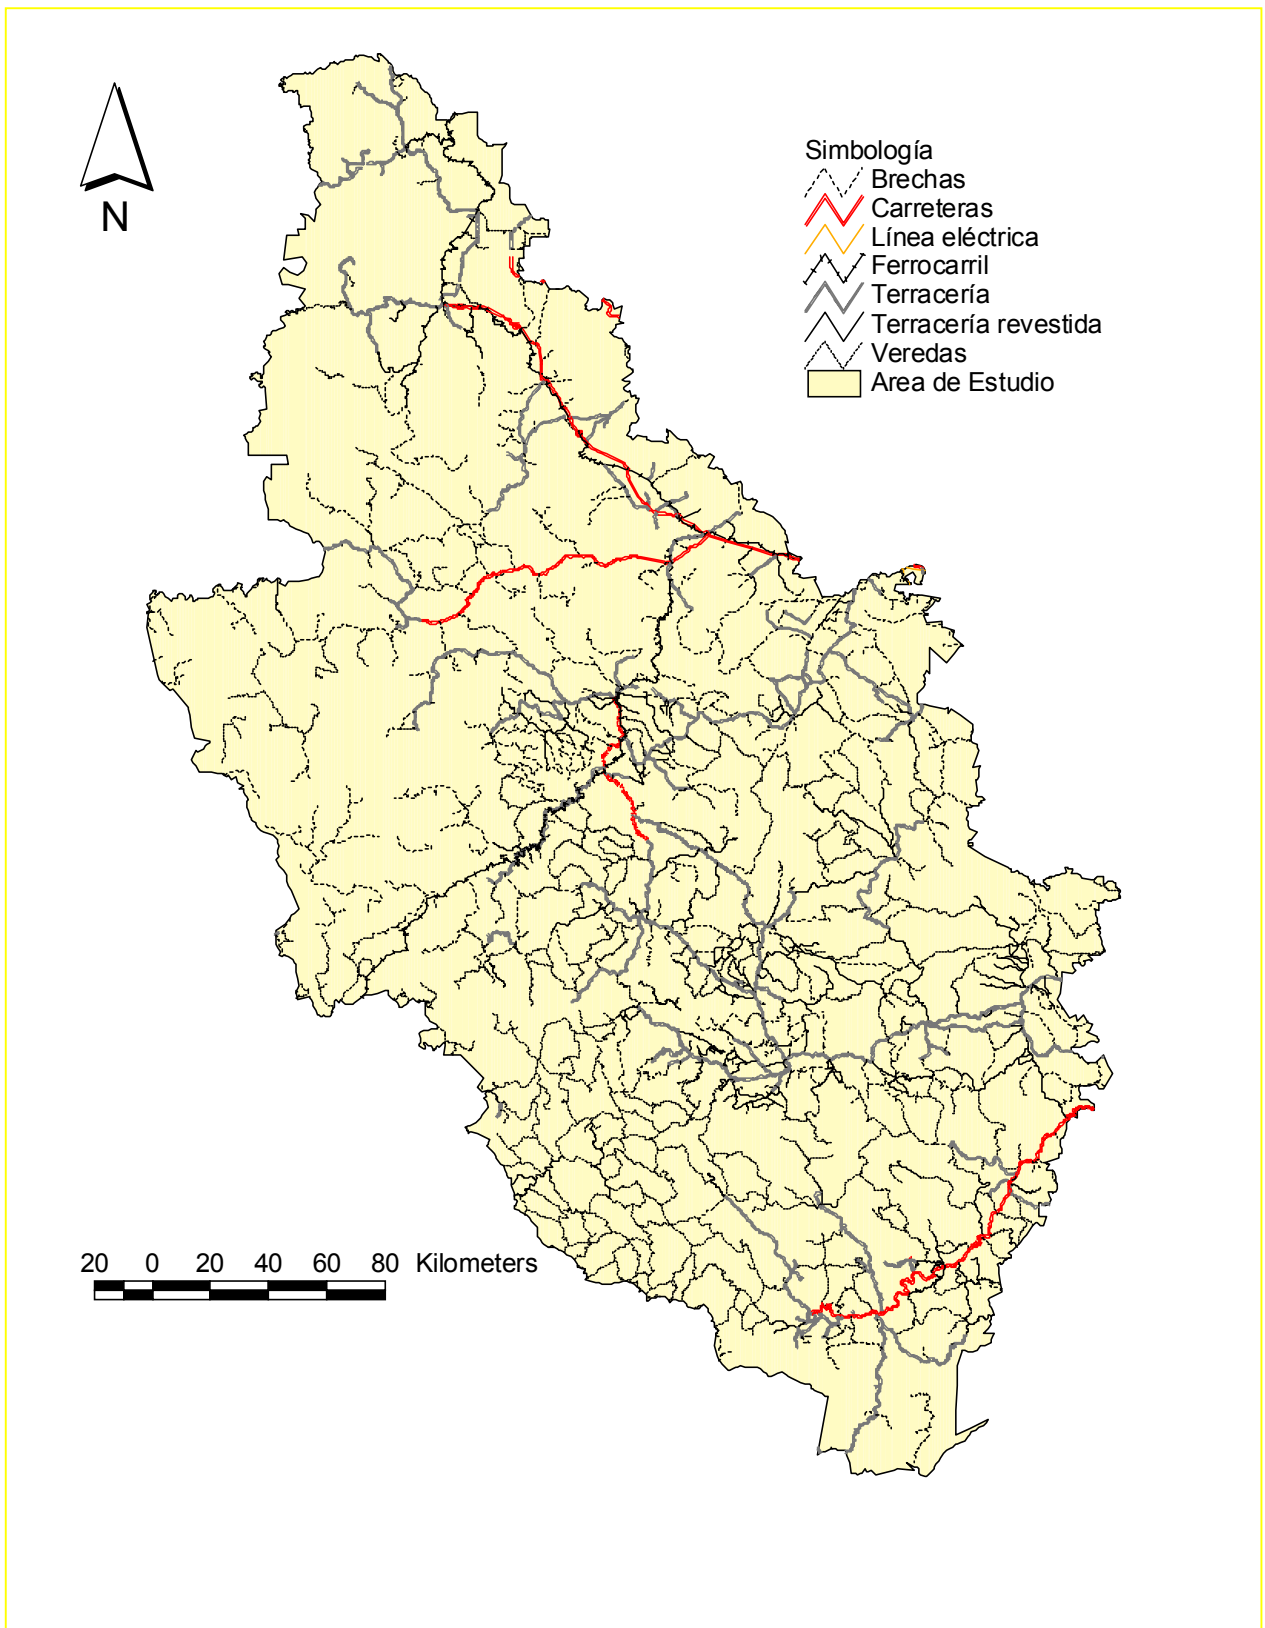 N
Simbología
Brechas
Carreteras
Línea eléctrica
Ferrocarril
Terracería
Terracería revestida
Veredas
Area de Estudio
20 0 20 40 60 80 Kilometers